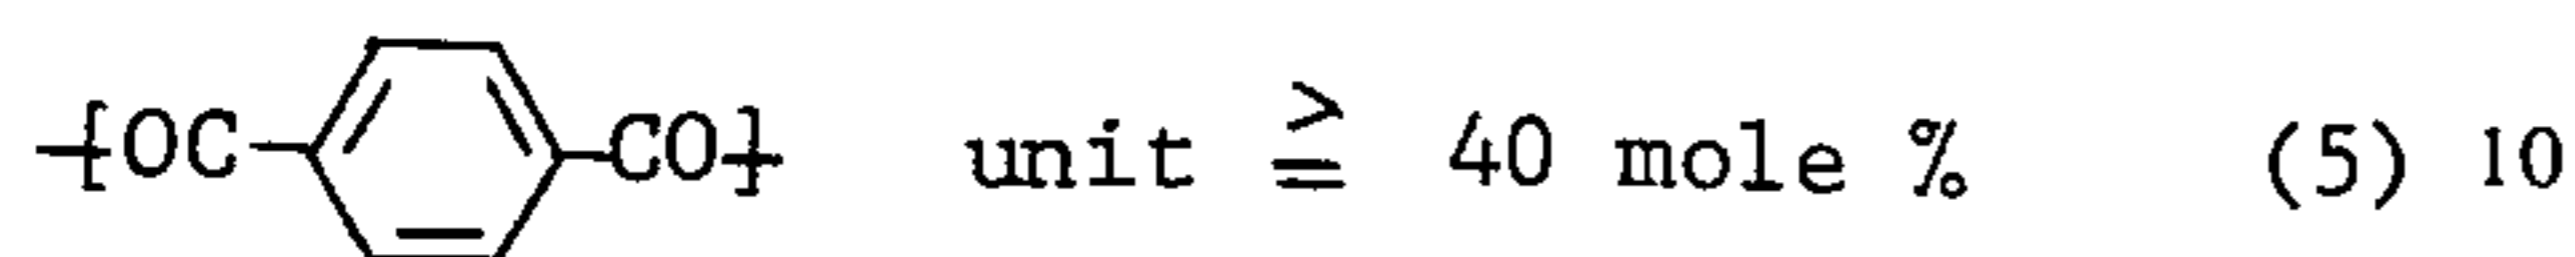 -[OC-CO]- unit ≧ 40 mole % (5) 10